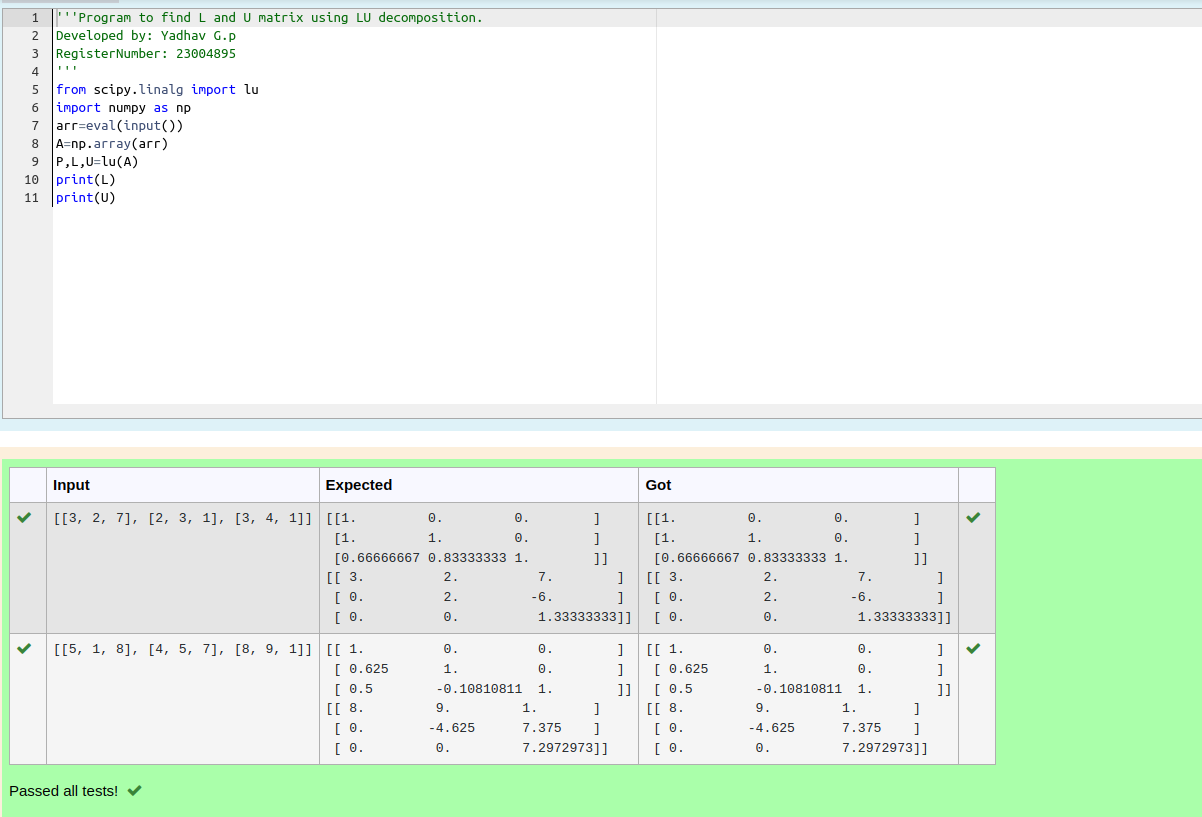 1 '''Program to find L and U matrix using LU decomposition.
2 Developed by: Yadhav G.p
3 RegisterNumber: 23004895
4 '''
5 from scipy.linalg import lu
6 import numpy as np
7 arr=eval(input())
8 A=np.array(arr)
9 P,L,U=lu(A)
10 print(L)
11 print(U)
Input Expected Got
[[3, 2, 7], [2, 3, 1], [3, 4, 1]] [[1. 0. 0. ] [[1. 0. 0. ]
[1. 1. 0. ] [1. 1. 0. ]
[0.66666667 0.83333333 1. ]] [0.66666667 0.83333333 1. ]]
[[ 3. 2. 7. ] [[ 3. 2. 7. ]
[ 0. 2. -6. ] [ 0. 2. -6. ]
[ 0. 0. 1.33333333]] [ 0. 0. 1.33333333]]
[[5, 1, 8], [4, 5, 7], [8, 9, 1]] [[ 1. 0. 0. ] [[ 1. 0. 0. ]
[ 0.625 1. 0. ] [ 0.625 1. 0. ]
[ 0.5 -0.10810811 1. ]] [ 0.5 -0.10810811 1. ]]
[[ 8. 9. 1. ] [[ 8. 9. 1. ]
[ 0. -4.625 7.375 ] [ 0. -4.625 7.375 ]
[ 0. 0. 7.2972973]] [ 0. 0. 7.2972973]]
Passed all tests!